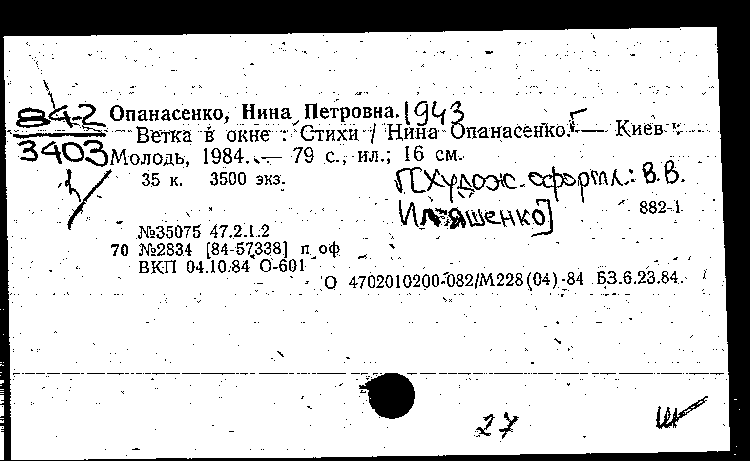 84-2 Опанасенко, Нина Петровна. 1943
Ветка в окне : Стихи / Нина Опанасенко. — Киев :
3403 Молодь, 1984. — 79 с., ил.; 16 см.
35 к. 3500 экз.
[Худож. оформл.: В.В.
Ильяшенко]
882-1
№35075 47.2.1.2
70 №2834 [84-57338] п оф
ВКП 04.10.84 О-601
О 4702010200-082/М228(04)-84 БЗ.6.23.84.
27